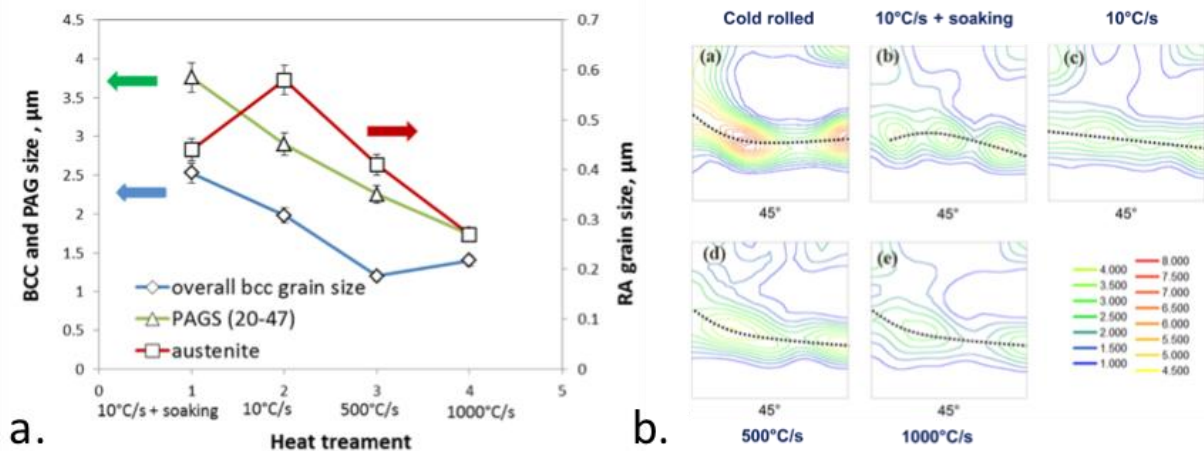 4.5
4
3.5
3
2.5
2
1.5
1
0.5
0
BCC and PAG size , µm
0.7
0.6
0.5
0.4
0.3
0.2
0.1
0
RA grain size, µm
overall bcc grain size
PAGS (20-47)
austenite
0 1 2 3 4 5
10°C/s + soaking 10°C/s 500°C/s 1000°C/s
Heat treament
a.
Cold rolled 10°C/s + soaking 10°C/s
(a) (b) (c)
45° 45° 45°
(d) (e)
4.000 8.000
3.500 7.500
3.000 7.000
2.500 6.500
2.000 6.000
1.500 5.500
1.000 5.000
4.500
45° 45°
500°C/s 1000°C/s
b.